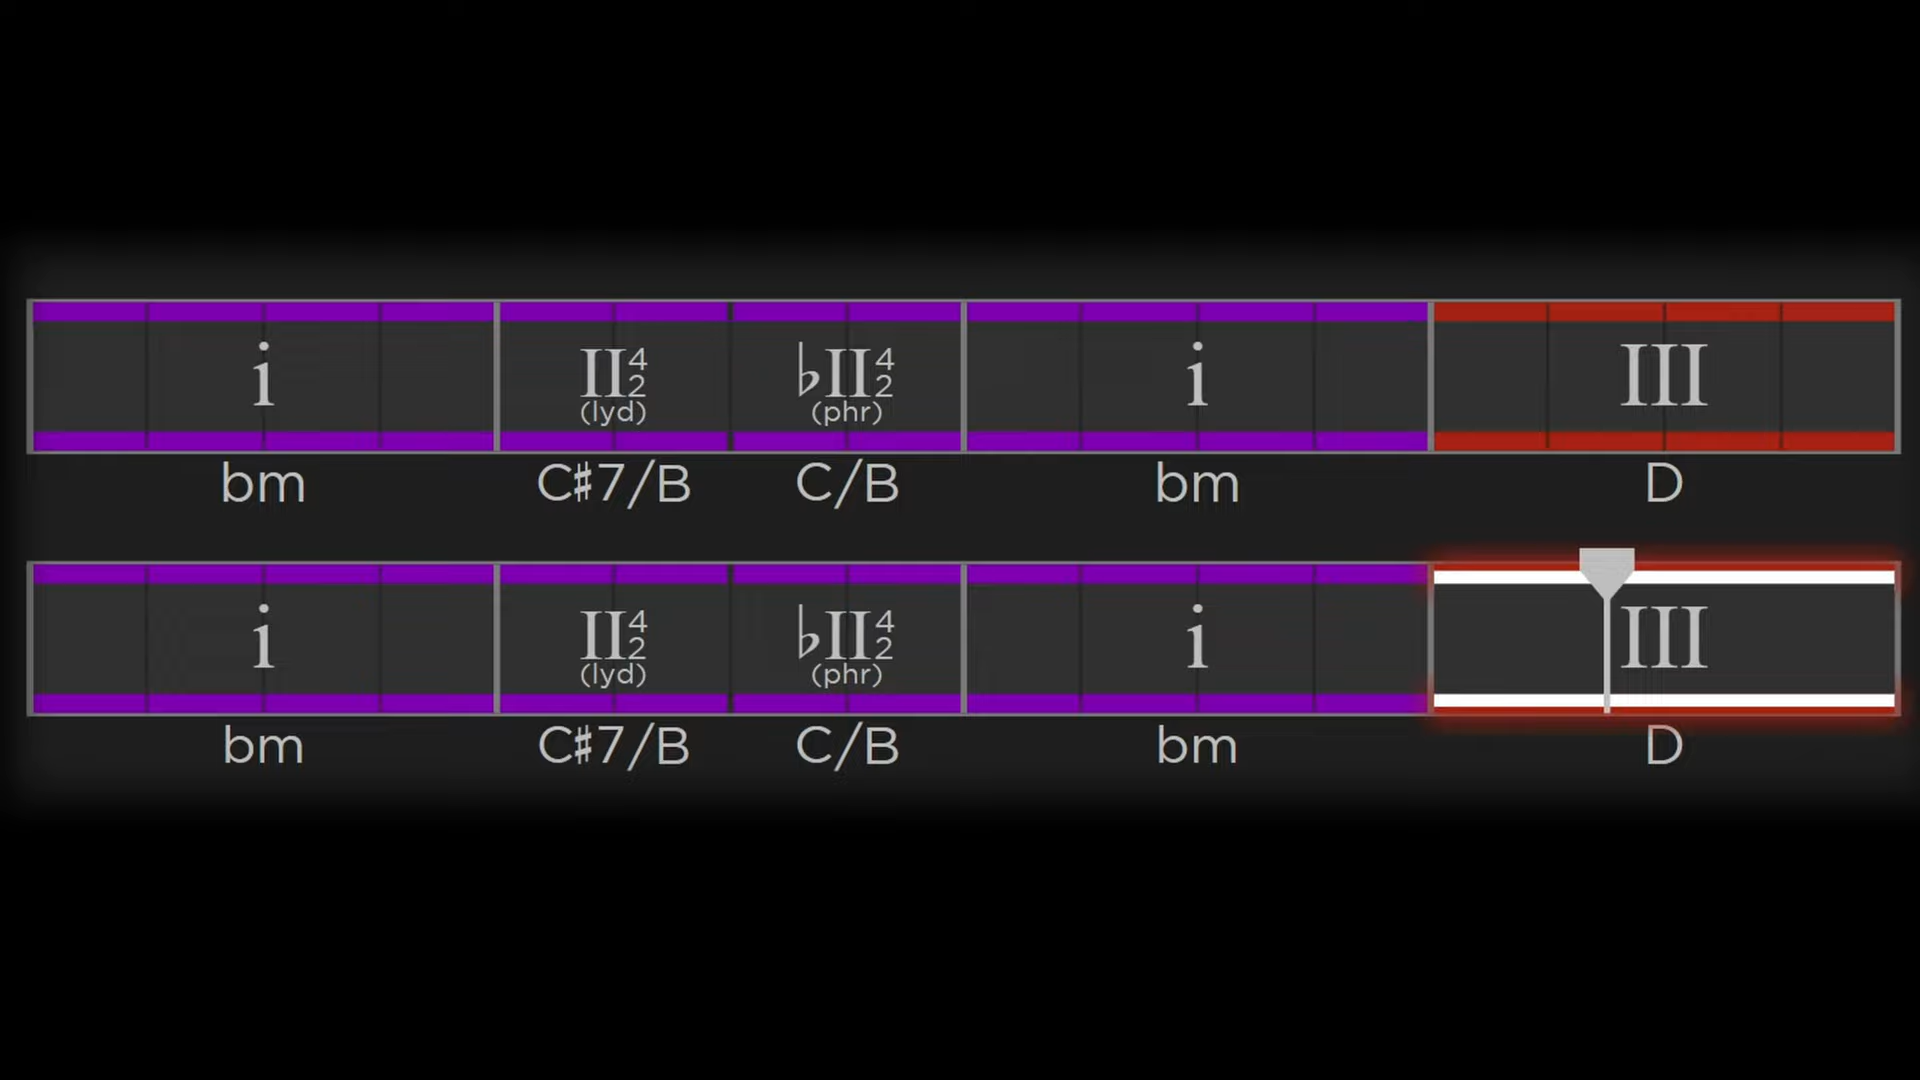 i II42 ♭II42 i III
(lyd) (phr)
bm C♯7/B C/B bm D
i II42 ♭II42 i III
(lyd) (phr)
bm C♯7/B C/B bm D